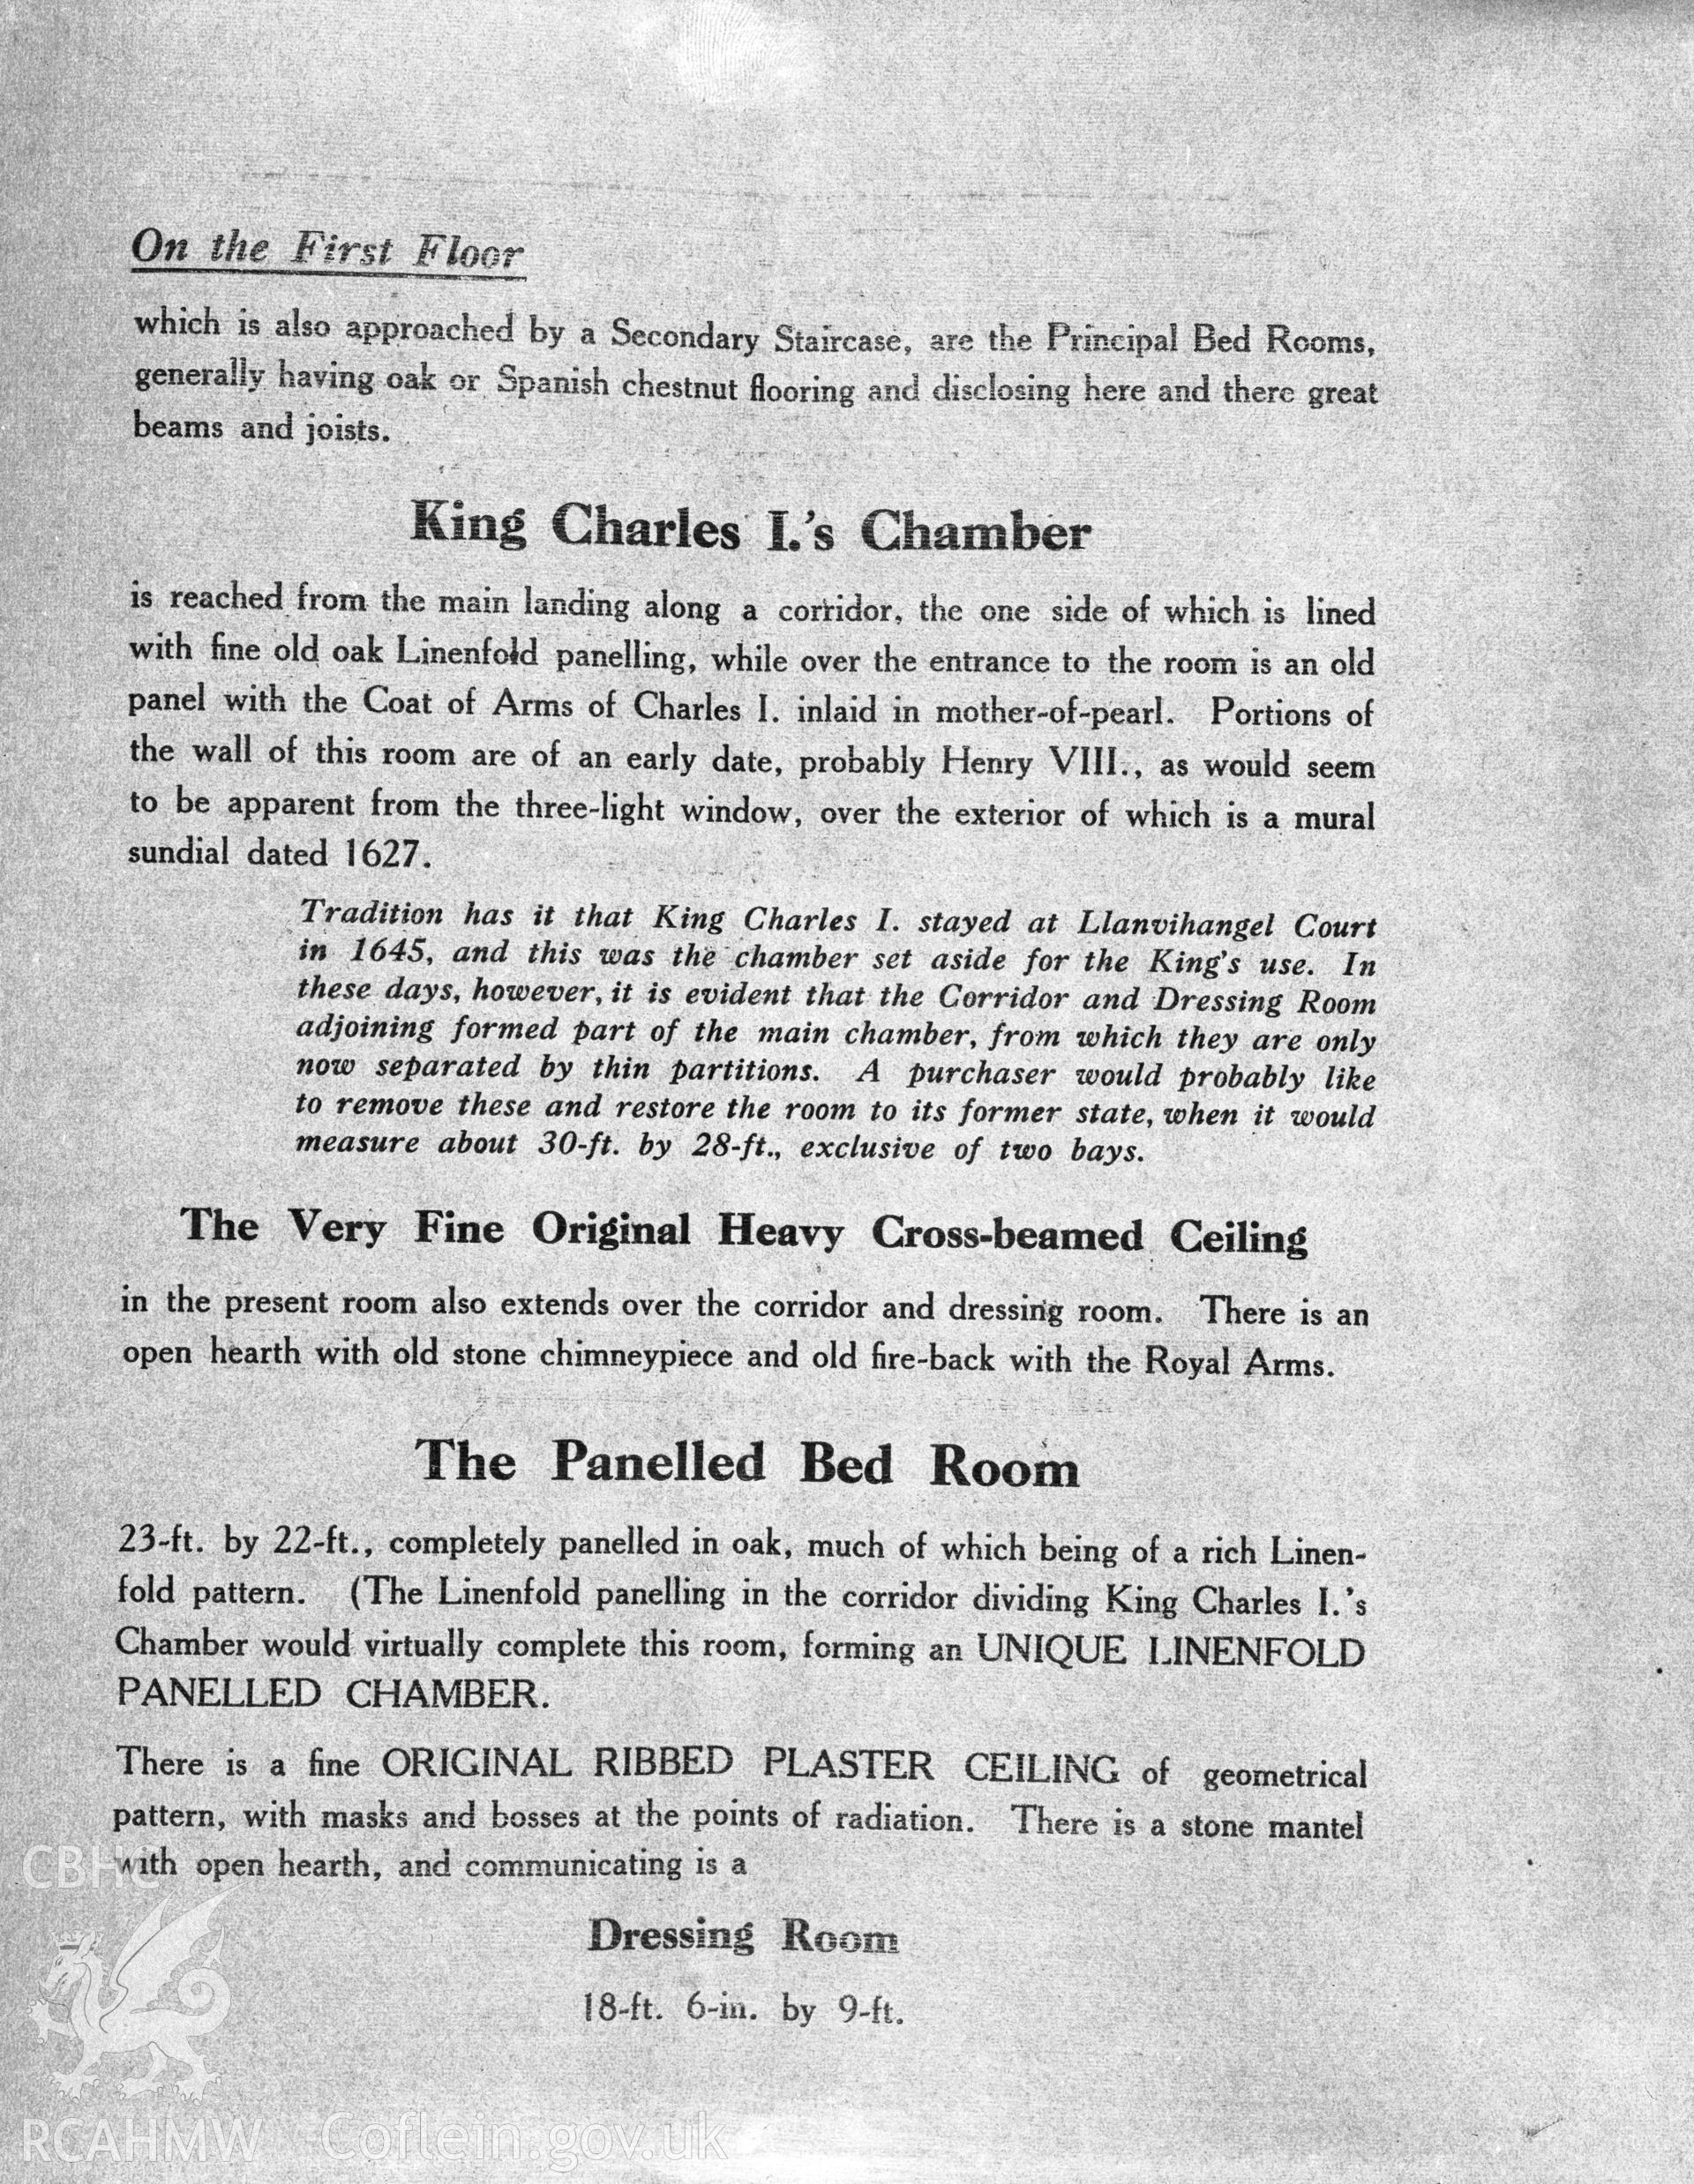 On the First Floor
which is also approached by a Secondary Staircase, are the Principal Bed Rooms,
generally having oak or Spanish chestnut flooring and disclosing here and there great
beams and joists.
King Charles I.'s Chamber
is reached from the main landing along a corridor, the one side of which is lined
with fine old oak Linenfold panelling, while over the entrance to the room is an old
panel with the Coat of Arms of Charles I. inlaid in mother-of-pearl. Portions of
the wall of this room are of an early date, probably Henry VIII., as would seem
to be apparent from the three-light window, over the exterior of which is a mural
sundial dated 1627.
Tradition has it that King Charles I. stayed at Llanvihangel Court
in 1645, and this was the chamber set aside for the King's use. In
these days, however, it is evident that the Corridor and Dressing Room
adjoining formed part of the main chamber, from which they are only
now separated by thin partitions. A purchaser would probably like
to remove these and restore the room to its former state, when it would
measure about 30-ft. by 28-ft., exclusive of two bays.
The Very Fine Original Heavy Cross-beamed Ceiling
in the present room also extends over the corridor and dressing room. There is an
open hearth with old stone chimneypiece and old fire-back with the Royal Arms.
The Panelled Bed Room
23-ft. by 22-ft., completely panelled in oak, much of which being of a rich Linen-
fold pattern. (The Linenfold panelling in the corridor dividing King Charles I.'s
Chamber would virtually complete this room, forming an UNIQUE LINENFOLD
PANELLED CHAMBER.
There is a fine ORIGINAL RIBBED PLASTER CEILING of geometrical
pattern, with masks and bosses at the points of radiation. There is a stone mantel
with open hearth, and communicating is a
Dressing Room
18-ft. 6-in. by 9-ft.
CBHC
RCAHMW Coflein.gov.uk